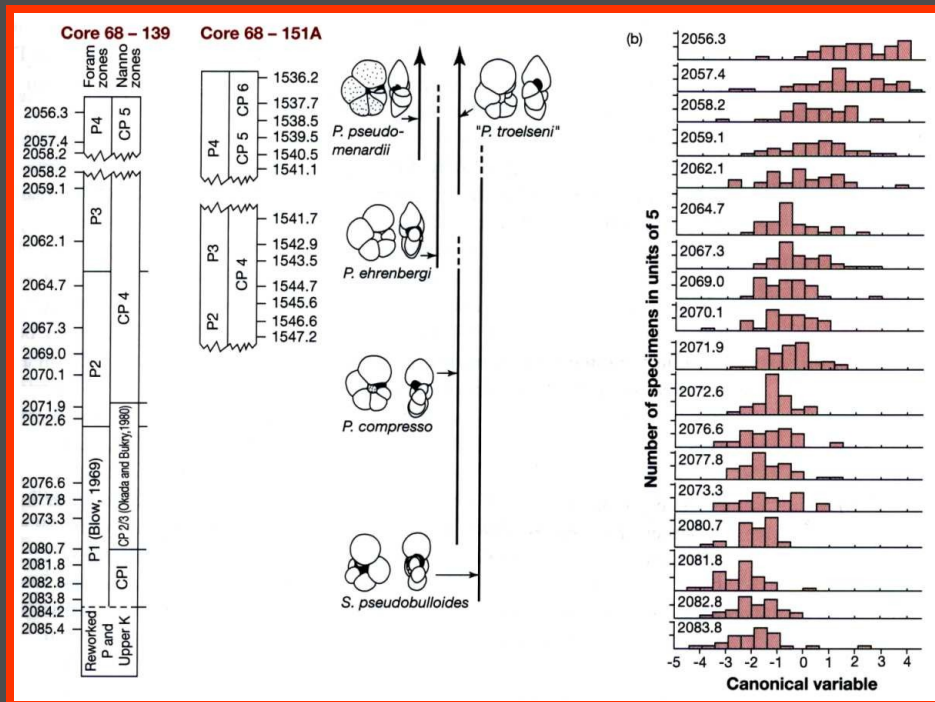 Core 68 – 139
Foram zones
Nanno zones
2056.3
2057.4
2058.2
2058.2
2059.1
2062.1
2064.7
2067.3
2069.0
2070.1
2071.9
2072.6
2076.6
2077.8
2073.3
2080.7
2081.8
2082.8
2083.8
2084.2
2085.4
P4
CP 5
P3
CP 4
P2
P1 (Blow, 1969)
CP 2/3 (Okada and Bukry, 1980)
CPI
Reworked
P and
Upper K
Core 68 – 151A
P4
CP 5 CP 6
1536.2
1537.7
1538.5
1539.5
1540.5
1541.1
P3
P2
CP 4
1541.7
1542.9
1543.5
1544.7
1545.6
1546.6
1547.2
P. pseudo-
menardii
"P. troelseni"
P. ehrenbergi
P. compresso
S. pseudobulloides
(b)
Number of specimens in units of 5
2056.3
2057.4
2058.2
2059.1
2062.1
2064.7
2067.3
2069.0
2070.1
2071.9
2072.6
2076.6
2077.8
2073.3
2080.7
2081.8
2082.8
2083.8
-5 -4 -3 -2 -1 0 1 2 3 4
Canonical variable